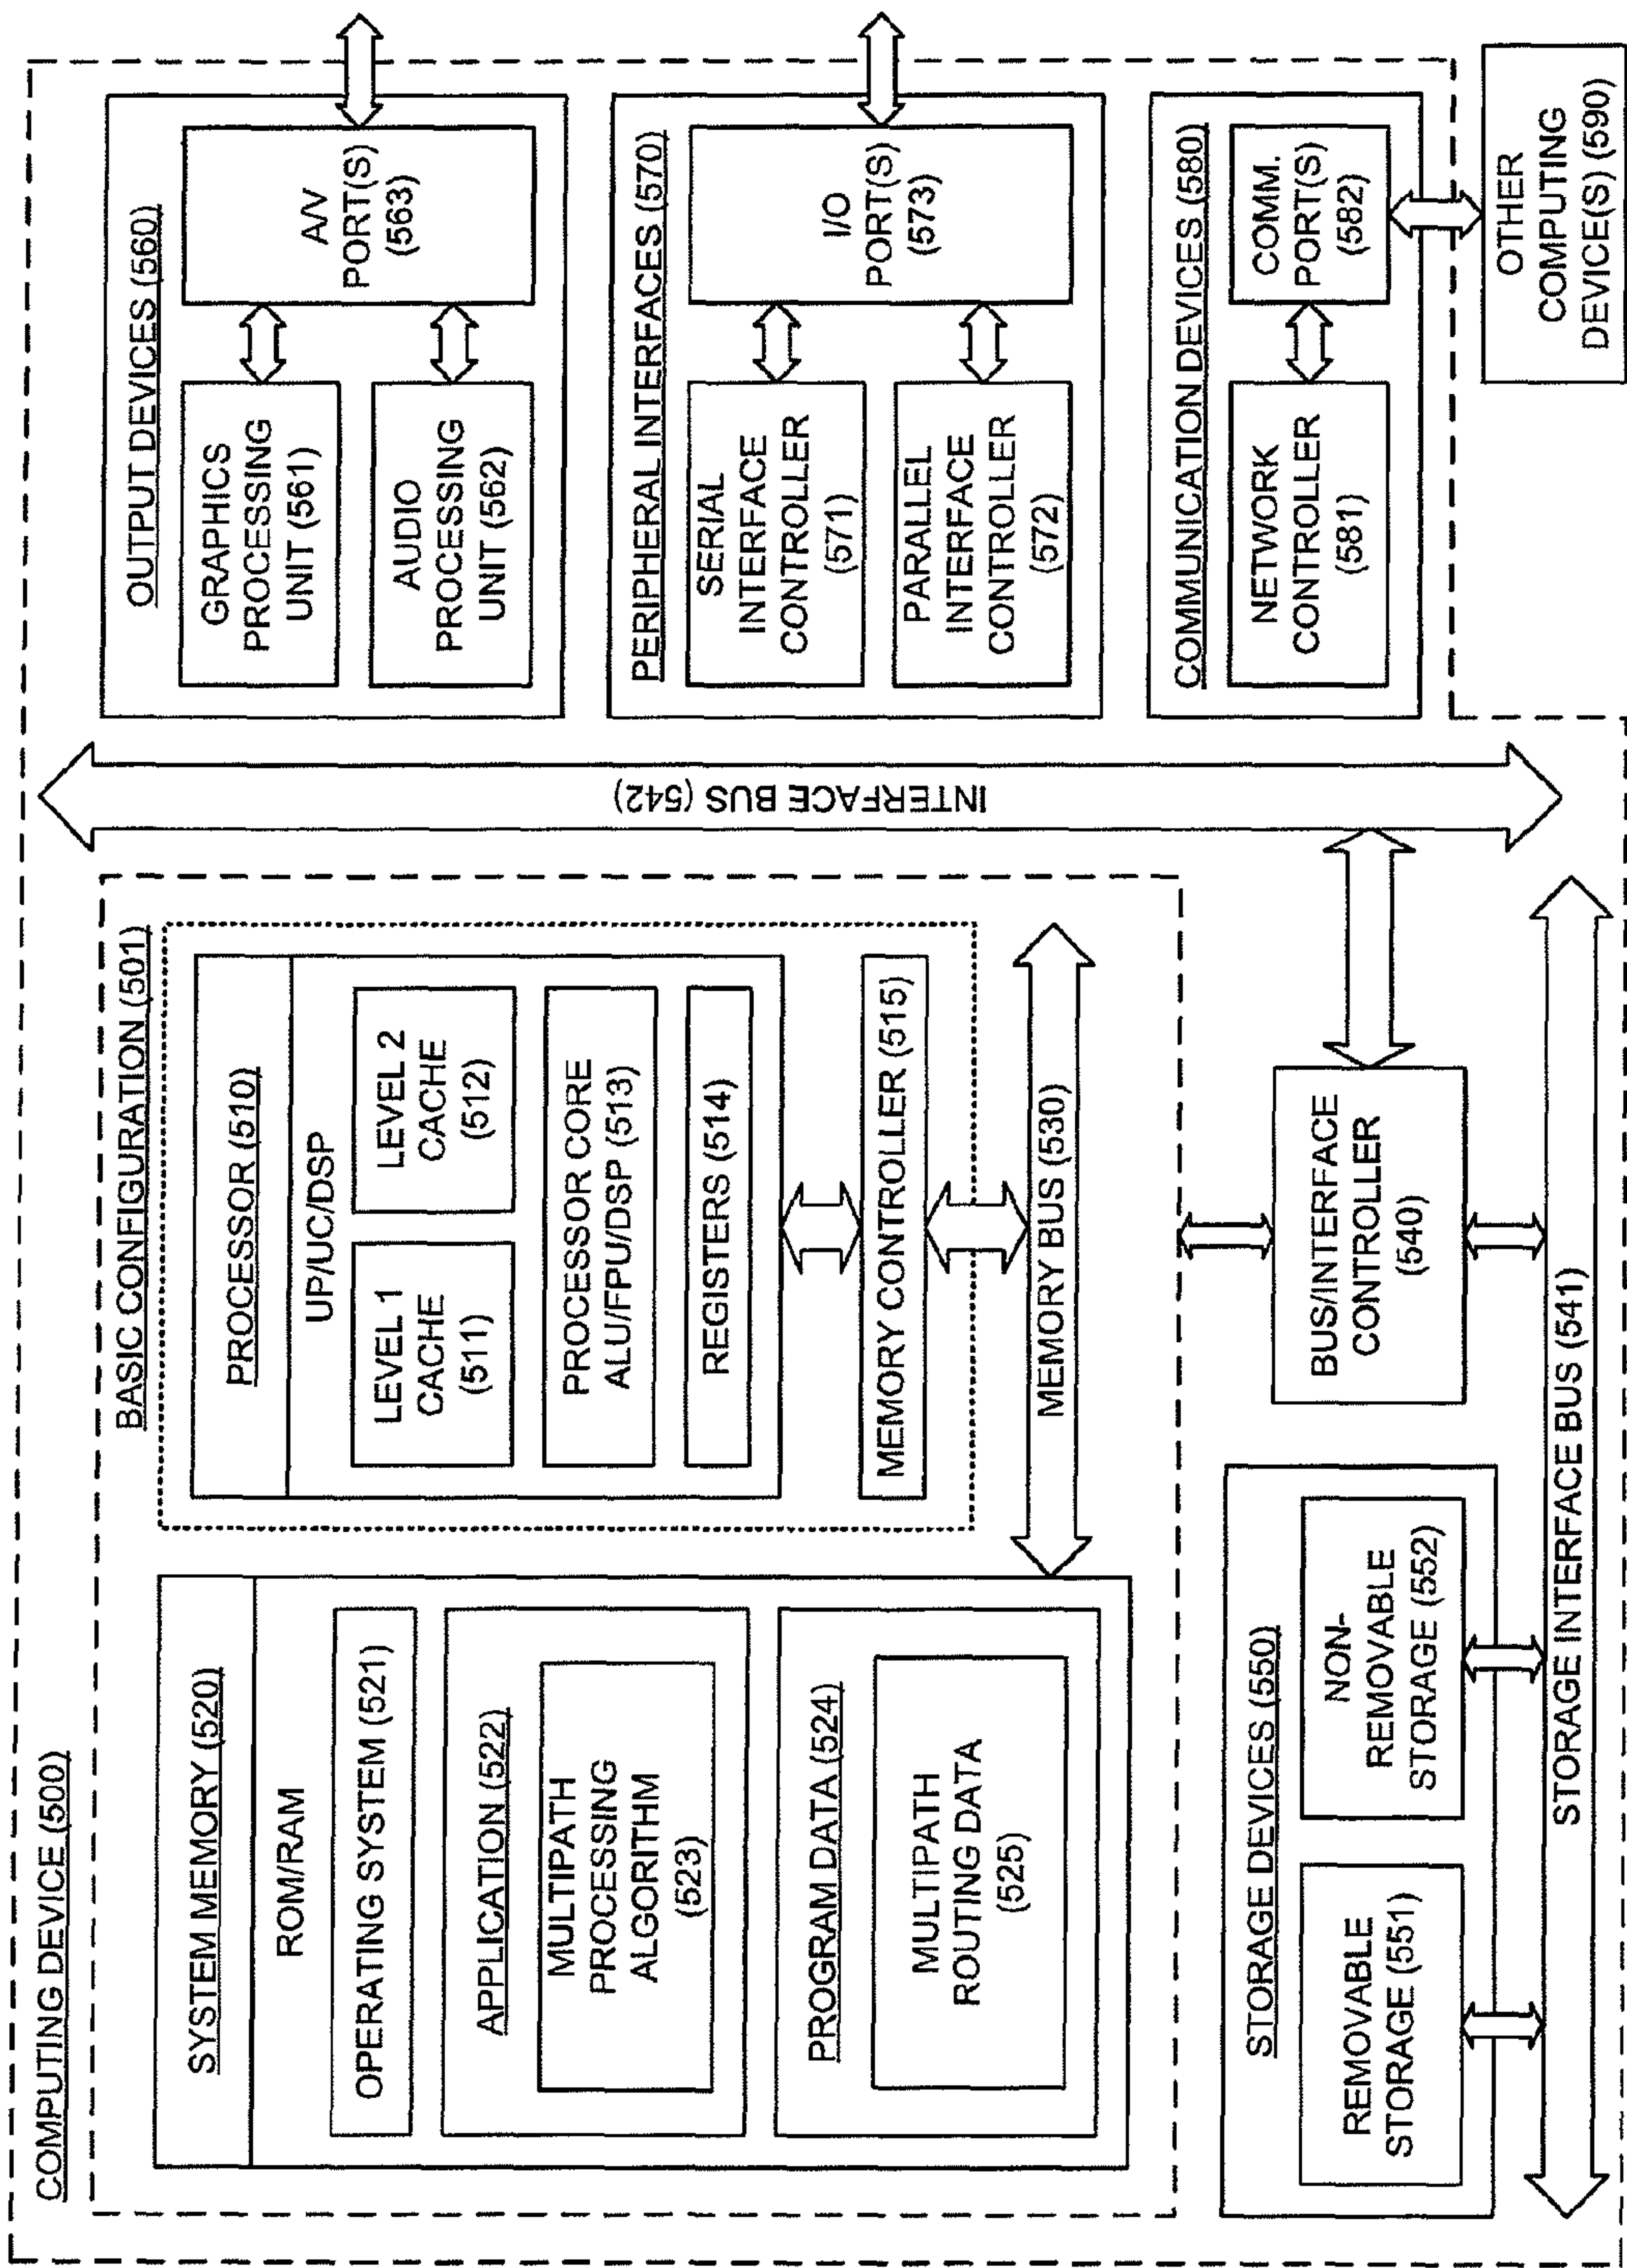 COMPUTING DEVICE (500)
BASIC CONFIGURATION (501)
SYSTEM MEMORY (520)
ROM/RAM
OPERATING SYSTEM (521)
APPLICATION (522)
MULTIPATH
PROCESSING
ALGORITHM
(523)
PROGRAM DATA (524)
MULTIPATH
ROUTING DATA
(525)
PROCESSOR (510)
UP/UC/DSP
LEVEL 1
CACHE
(511)
LEVEL 2
CACHE
(512)
PROCESSOR CORE
ALU/FPU/DSP (513)
REGISTERS (514)
MEMORY CONTROLLER (515)
MEMORY BUS (530)
BUS/INTERFACE
CONTROLLER
(540)
STORAGE DEVICES (550)
REMOVABLE
STORAGE (551)
NON-
REMOVABLE
STORAGE (552)
STORAGE INTERFACE BUS (541)
INTERFACE BUS (542)
OUTPUT DEVICES (560)
GRAPHICS
PROCESSING
UNIT (561)
AUDIO
PROCESSING
UNIT (562)
A/V
PORT(S)
(563)
PERIPHERAL INTERFACES (570)
SERIAL
INTERFACE
CONTROLLER
(571)
PARALLEL
INTERFACE
CONTROLLER
(572)
I/O
PORT(S)
(573)
COMMUNICATION DEVICES (580)
NETWORK
CONTROLLER
(581)
COMM.
PORT(S)
(582)
OTHER
COMPUTING
DEVICE(S) (590)